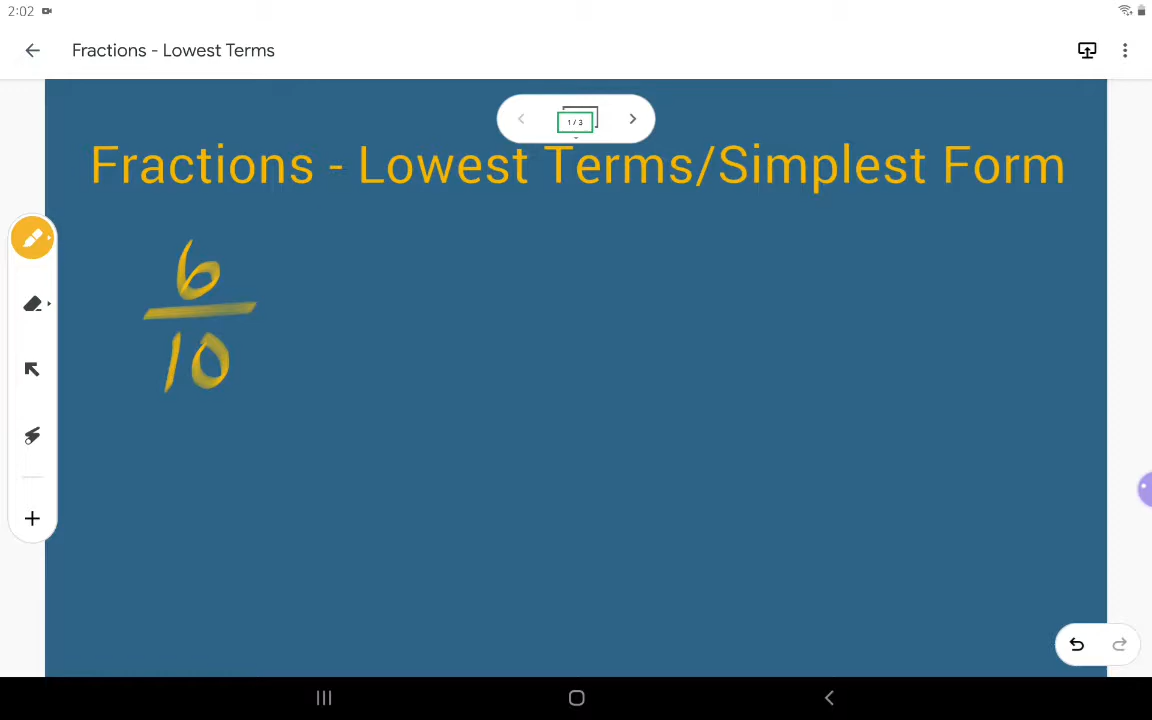 2:02
Fractions - Lowest Terms
1 / 3
Fractions - Lowest Terms/Simplest Form
6
10